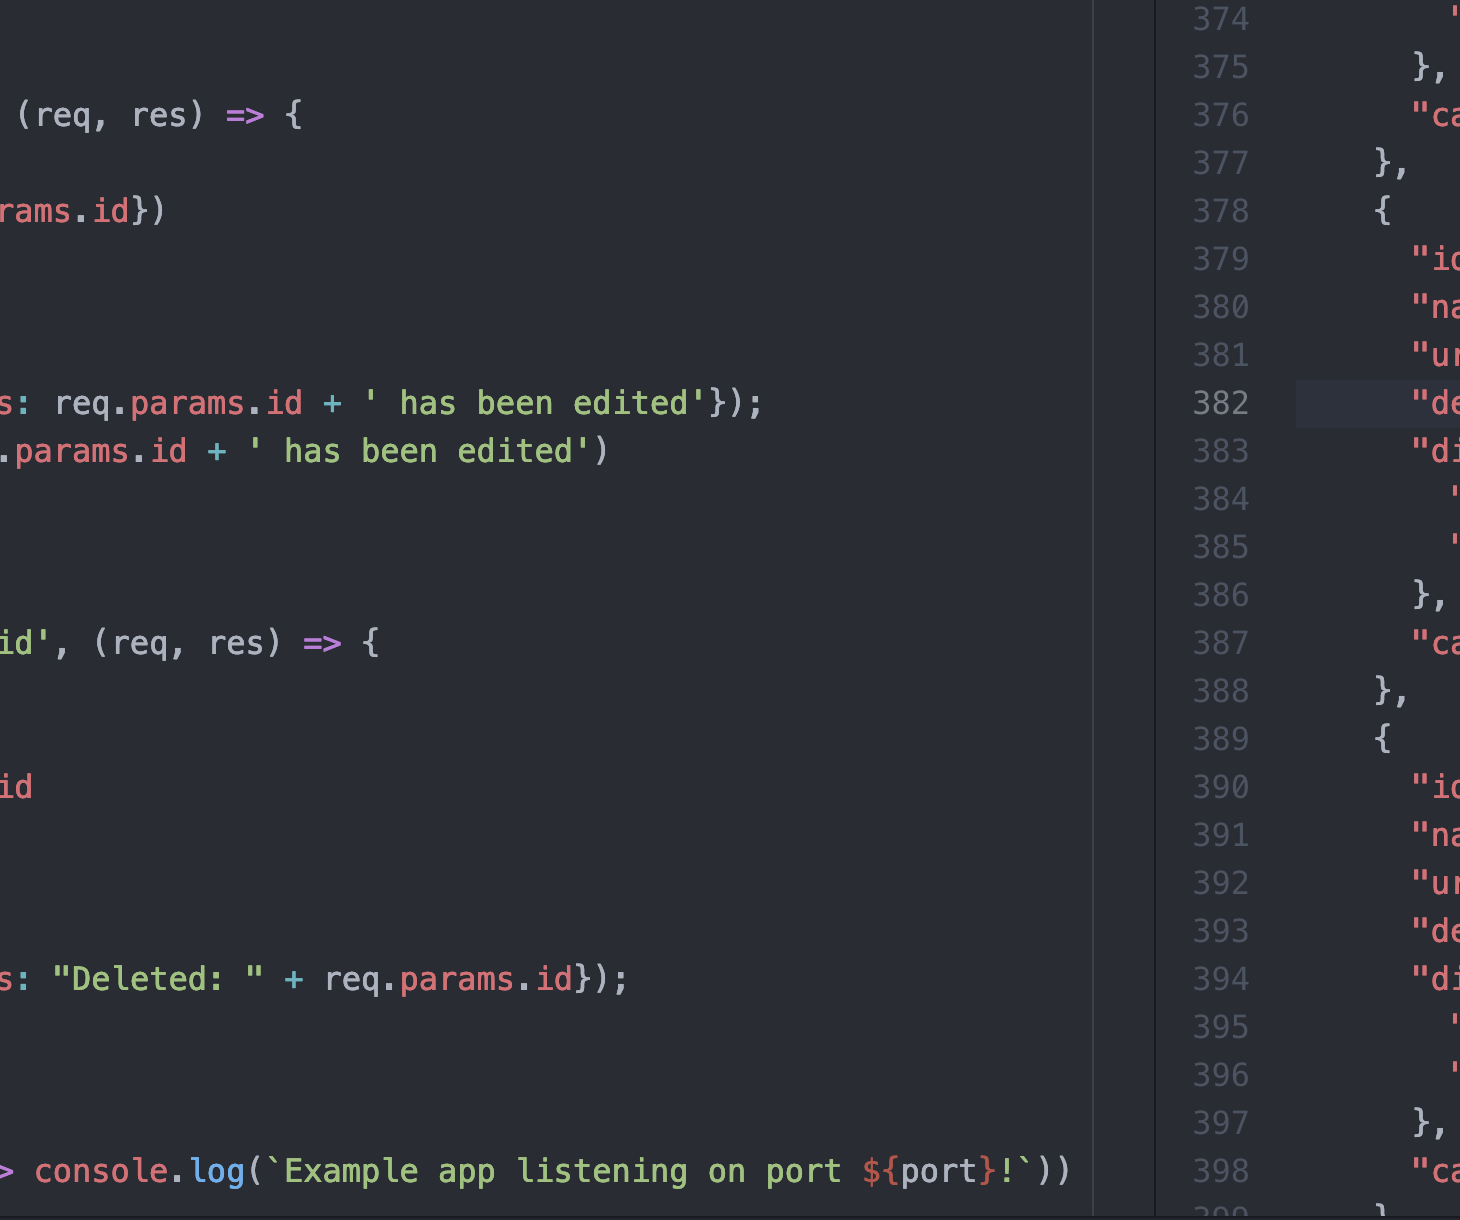 (req, res) => {
rams.id})
s: req.params.id + ' has been edited'});
.params.id + ' has been edited')
id', (req, res) => {
id
s: "Deleted: " + req.params.id});
> console.log(`Example app listening on port ${port}!`))
374 "
375 },
376 "ca
377 },
378 {
379 "id
380 "na
381 "ur
382 "de
383 "di
384 "
385 "
386 },
387 "ca
388 },
389 {
390 "id
391 "na
392 "ur
393 "de
394 "di
395 "
396 "
397 },
398 "ca
399 }